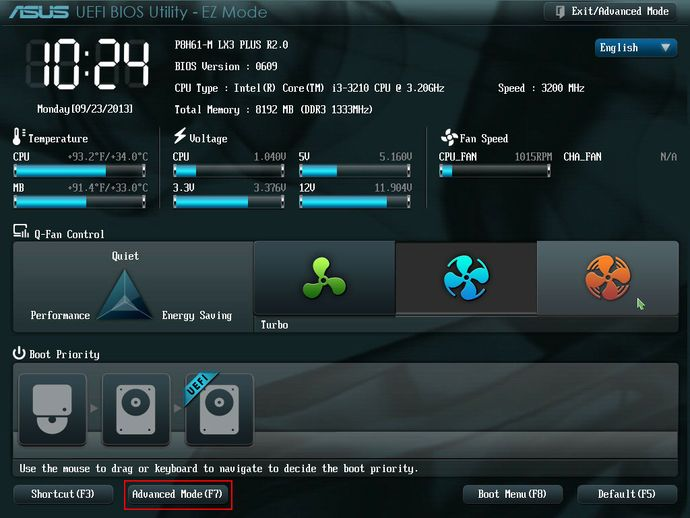 ASUS UEFI BIOS Utility - EZ Mode
Exit/Advanced Mode
10:24
Monday[09/23/2013]
P8H61-M LX3 PLUS R2.0
BIOS Version : 0609
CPU Type : Intel(R) Core(TM) i3-3210 CPU @ 3.20GHz
Speed : 3200 MHz
Total Memory : 8192 MB (DDR3 1333MHz)
English
Temperature
CPU +93.2°F/+34.0°C
MB +91.4°F/+33.0°C
Voltage
CPU 1.040V 5V 5.160V
3.3V 3.376V 12V 11.904V
Fan Speed
CPU_FAN 1015RPM CHA_FAN N/A
Q-Fan Control
Quiet
Performance
Energy Saving
Turbo
Boot Priority
UEFI
Use the mouse to drag or keyboard to navigate to decide the boot priority.
Shortcut(F3)
Advanced Mode(F7)
Boot Menu(F8)
Default(F5)